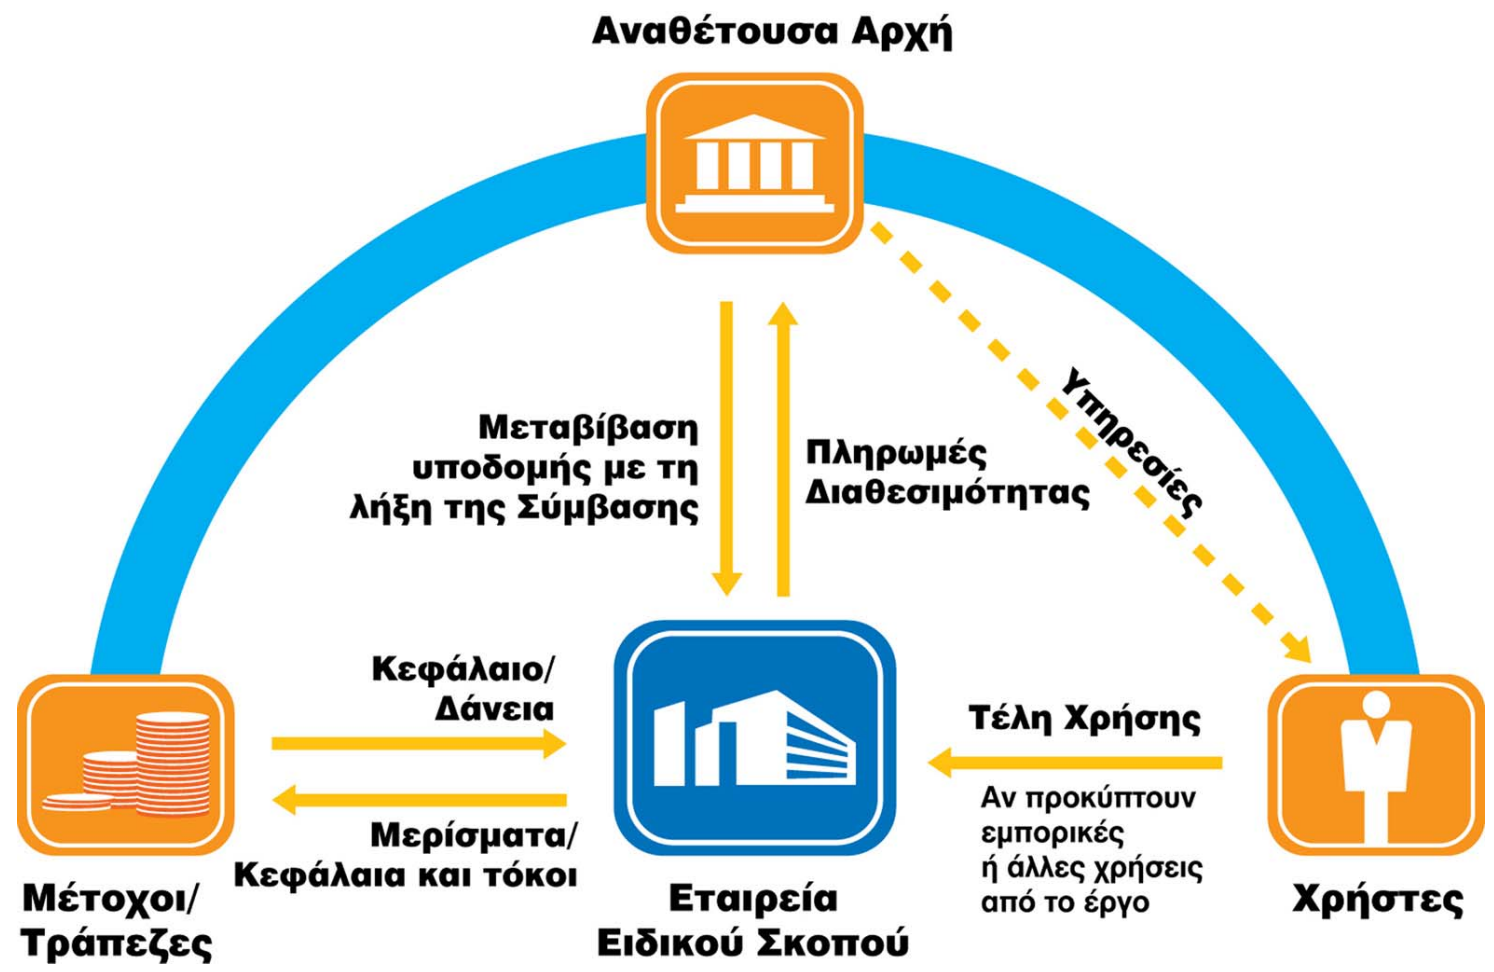 Αναθέτουσα Αρχή
Μεταβίβαση
υποδομής με τη
λήξη της Σύμβασης
Πληρωμές
Διαθεσιμότητας
Υπηρεσίες
Κεφάλαιο/
Δάνεια
Μερίσματα/
Κεφάλαια και τόκοι
Τέλη Χρήσης
Αν προκύπτουν
εμπορικές
ή άλλες χρήσεις
από το έργο
Μέτοχοι/
Τράπεζες
Εταιρεία
Ειδικού Σκοπού
Χρήστες